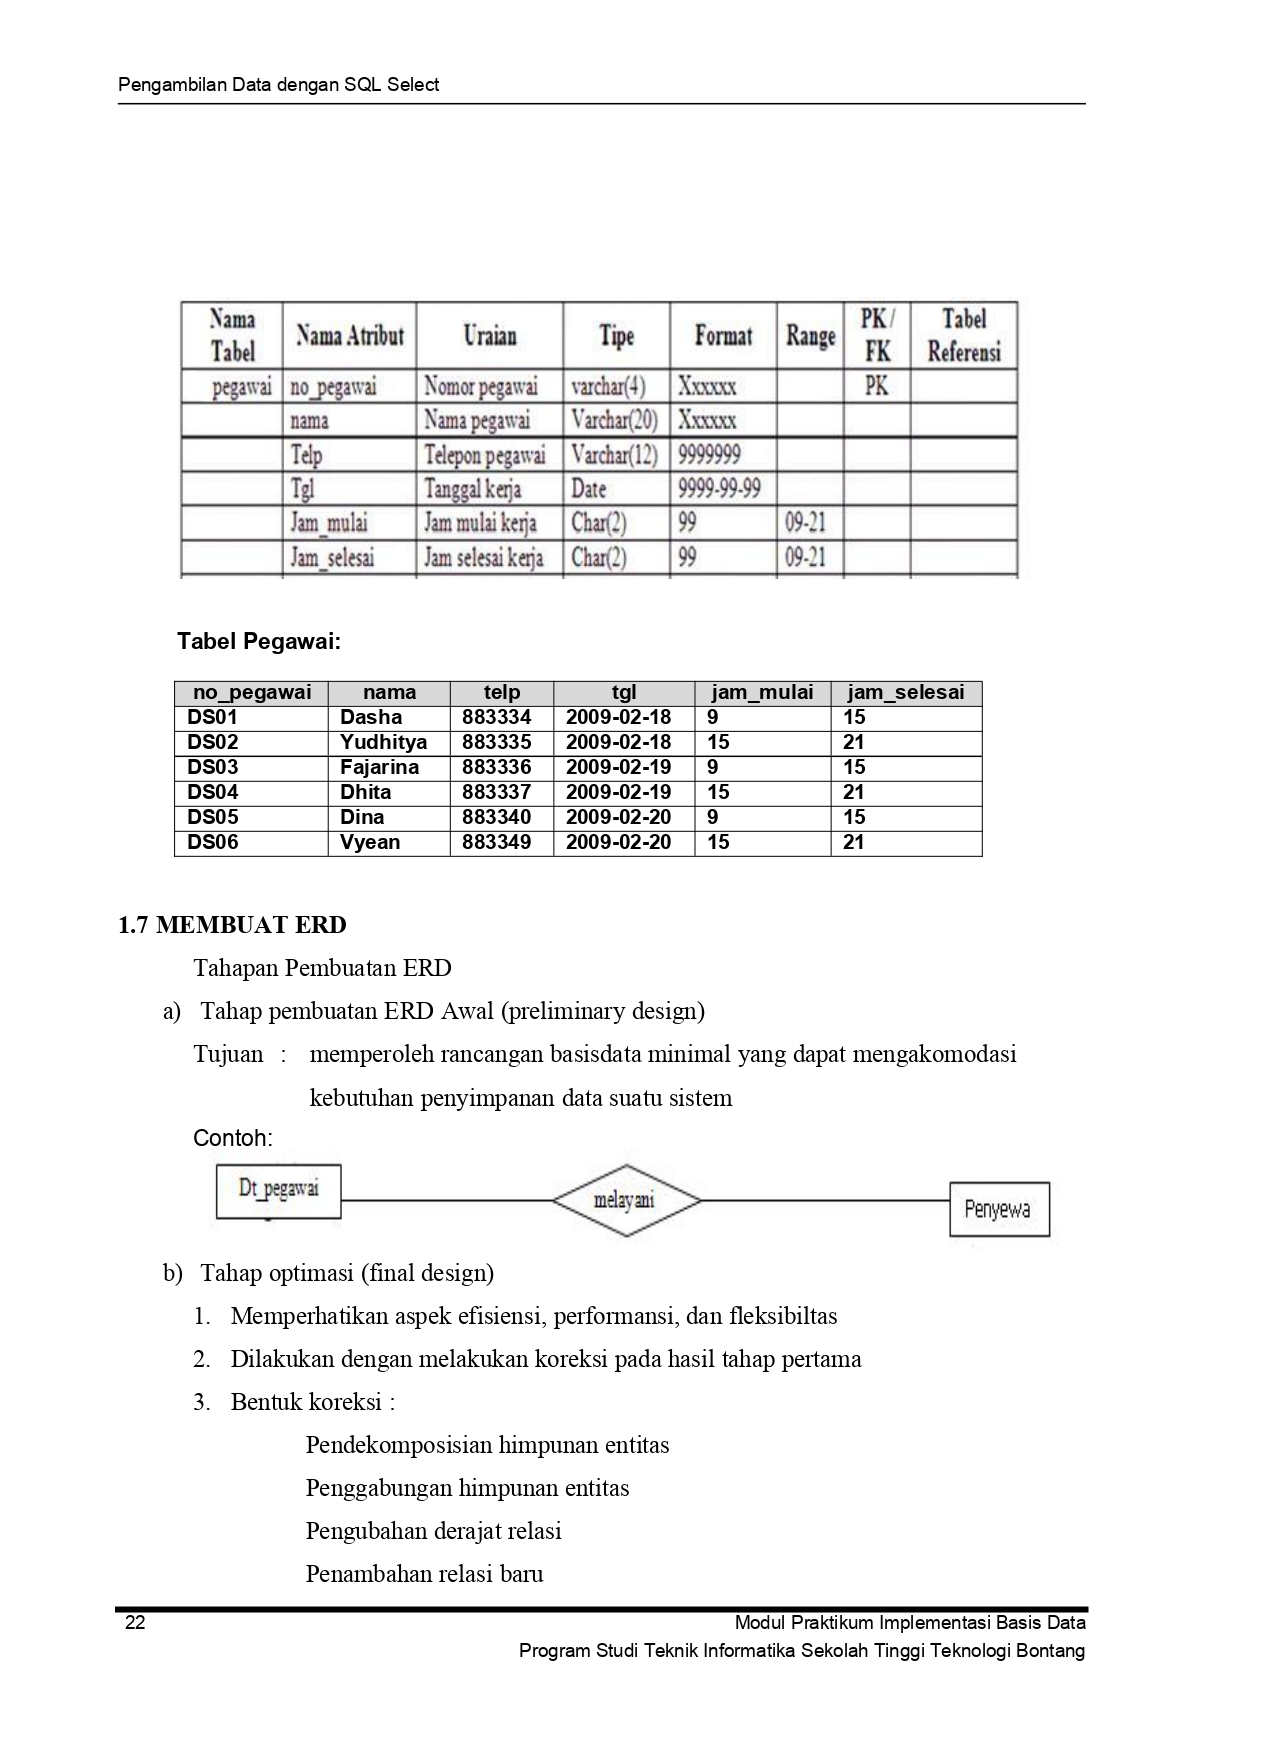 Pengambilan Data dengan SQL Select
Nama Tabel Nama Atribut Uraian Tipe Format Range PK / FK Tabel Referensi
pegawai no_pegawai Nomor pegawai varchar(4) Xxxxxx PK
nama Nama pegawai Varchar(20) Xxxxxx
Telp Telepon pegawai Varchar(12) 9999999
Tgl Tanggal kerja Date 9999-99-99
Jam_mulai Jam mulai kerja Char(2) 99 09-21
Jam_selesai Jam selesai kerja Char(2) 99 09-21
Tabel Pegawai:
no_pegawai nama telp tgl jam_mulai jam_selesai
DS01 Dasha 883334 2009-02-18 9 15
DS02 Yudhitya 883335 2009-02-18 15 21
DS03 Fajarina 883336 2009-02-19 9 15
DS04 Dhita 883337 2009-02-19 15 21
DS05 Dina 883340 2009-02-20 9 15
DS06 Vyean 883349 2009-02-20 15 21
1.7 MEMBUAT ERD
Tahapan Pembuatan ERD
a) Tahap pembuatan ERD Awal (preliminary design)
Tujuan : memperoleh rancangan basisdata minimal yang dapat mengakomodasi
kebutuhan penyimpanan data suatu sistem
Contoh:
Dt_pegawai melayani Penyewa
b) Tahap optimasi (final design)
1. Memperhatikan aspek efisiensi, performansi, dan fleksibiltas
2. Dilakukan dengan melakukan koreksi pada hasil tahap pertama
3. Bentuk koreksi :
Pendekomposisian himpunan entitas
Penggabungan himpunan entitas
Pengubahan derajat relasi
Penambahan relasi baru
22 Modul Praktikum Implementasi Basis Data
Program Studi Teknik Informatika Sekolah Tinggi Teknologi Bontang